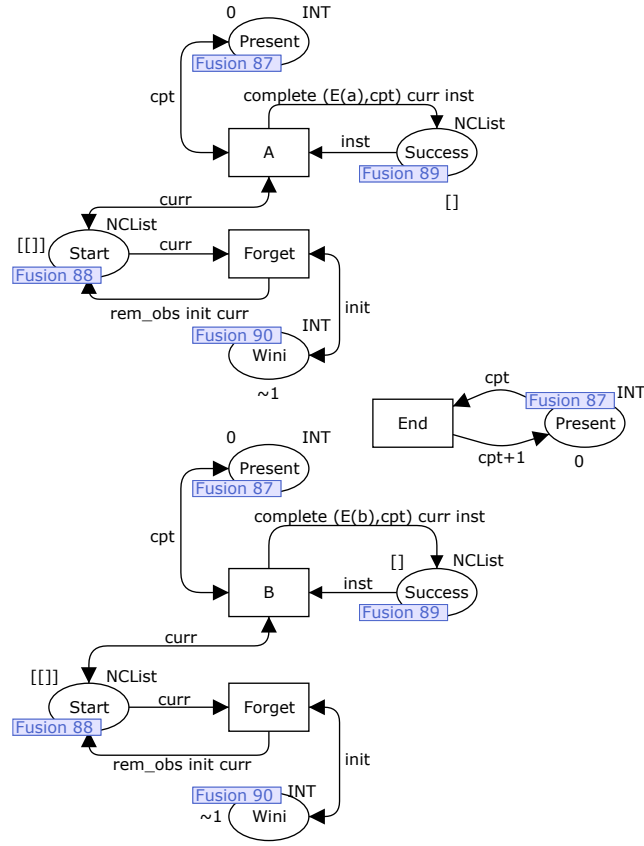 0 INT
Present
Fusion 87
cpt
complete (E(a),cpt) curr inst
NCList
A
inst
Success
Fusion 89
[]
curr
NCList
[[]]
Start
curr
Forget
Fusion 88
rem_obs init curr
init
Fusion 90
INT
Wini
~1
cpt
Fusion 87
INT
End
Present
cpt+1
0
0 INT
Present
Fusion 87
cpt
complete (E(b),cpt) curr inst
[]
NCList
B
inst
Success
Fusion 89
curr
[[]]
NCList
Start
curr
Forget
Fusion 88
rem_obs init curr
init
Fusion 90
INT
~1
Wini